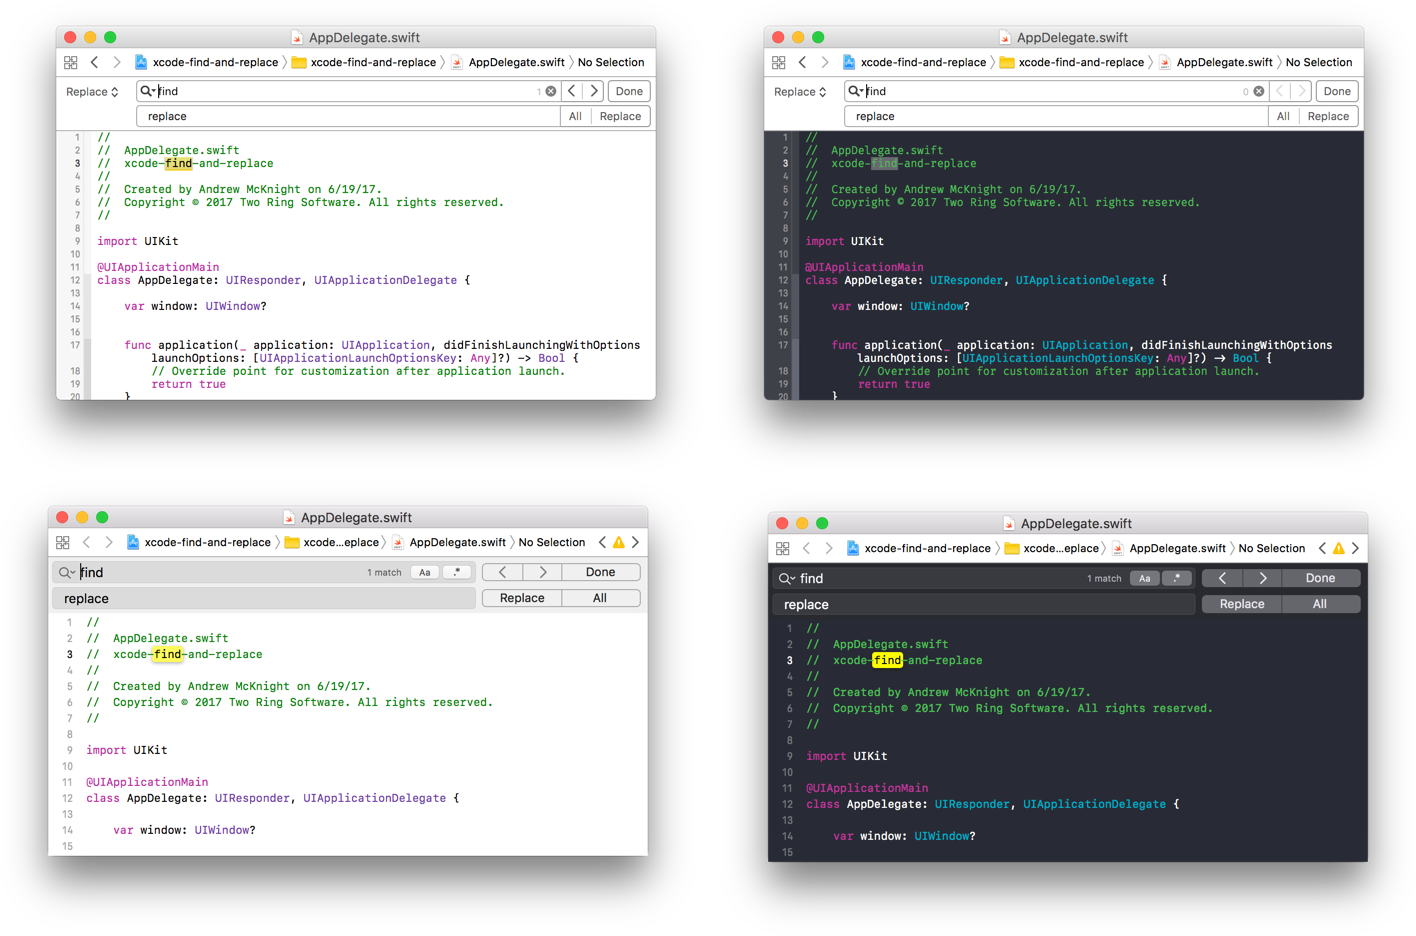 AppDelegate.swift
xcode-find-and-replace xcode-find-and-replace AppDelegate.swift No Selection
Replace find 1 Done
replace All Replace
1 //
2 //  AppDelegate.swift
3 //  xcode-find-and-replace
4 //
5 //  Created by Andrew McKnight on 6/19/17.
6 //  Copyright © 2017 Two Ring Software. All rights reserved.
7 //
8
9 import UIKit
10
11 @UIApplicationMain
12 class AppDelegate: UIResponder, UIApplicationDelegate {
13
14     var window: UIWindow?
15
16
17     func application(_ application: UIApplication, didFinishLaunchingWithOptions
launchOptions: [UIApplicationLaunchOptionsKey: Any]?) -> Bool {
18         // Override point for customization after application launch.
19         return true
20     }
AppDelegate.swift
xcode-find-and-replace xcode-find-and-replace AppDelegate.swift No Selection
Replace find 0 Done
replace All Replace
1 //
2 //  AppDelegate.swift
3 //  xcode-find-and-replace
4 //
5 //  Created by Andrew McKnight on 6/19/17.
6 //  Copyright © 2017 Two Ring Software. All rights reserved.
7 //
8
9 import UIKit
10
11 @UIApplicationMain
12 class AppDelegate: UIResponder, UIApplicationDelegate {
13
14     var window: UIWindow?
15
16
17     func application(_ application: UIApplication, didFinishLaunchingWithOptions
launchOptions: [UIApplicationLaunchOptionsKey: Any]?) -> Bool {
18         // Override point for customization after application launch.
19         return true
20     }
AppDelegate.swift
xcode-find-and-replace xcode...eplace AppDelegate.swift No Selection
find 1 match Aa .* Done
replace Replace All
1 //
2 //  AppDelegate.swift
3 //  xcode-find-and-replace
4 //
5 //  Created by Andrew McKnight on 6/19/17.
6 //  Copyright © 2017 Two Ring Software. All rights reserved.
7 //
8
9 import UIKit
10
11 @UIApplicationMain
12 class AppDelegate: UIResponder, UIApplicationDelegate {
13
14     var window: UIWindow?
15
AppDelegate.swift
xcode-find-and-replace xcode...eplace AppDelegate.swift No Selection
find 1 match Aa .* Done
replace Replace All
1 //
2 //  AppDelegate.swift
3 //  xcode-find-and-replace
4 //
5 //  Created by Andrew McKnight on 6/19/17.
6 //  Copyright © 2017 Two Ring Software. All rights reserved.
7 //
8
9 import UIKit
10
11 @UIApplicationMain
12 class AppDelegate: UIResponder, UIApplicationDelegate {
13
14     var window: UIWindow?
15